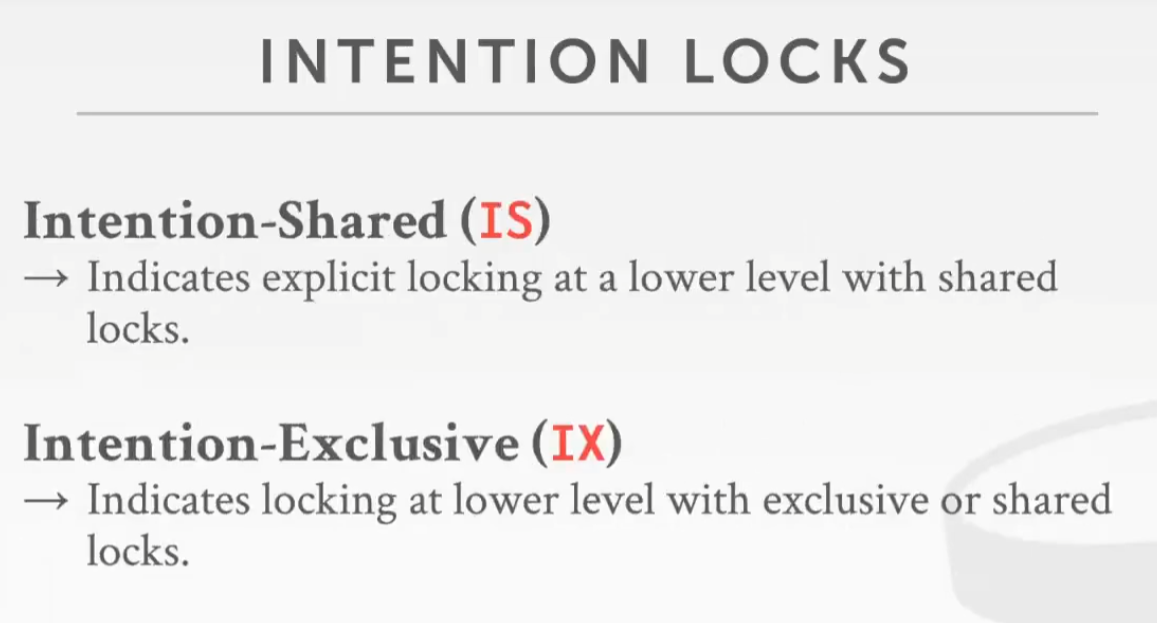 INTENTION LOCKS
Intention-Shared (IS)
→ Indicates explicit locking at a lower level with shared
locks.
Intention-Exclusive (IX)
→ Indicates locking at lower level with exclusive or shared
locks.